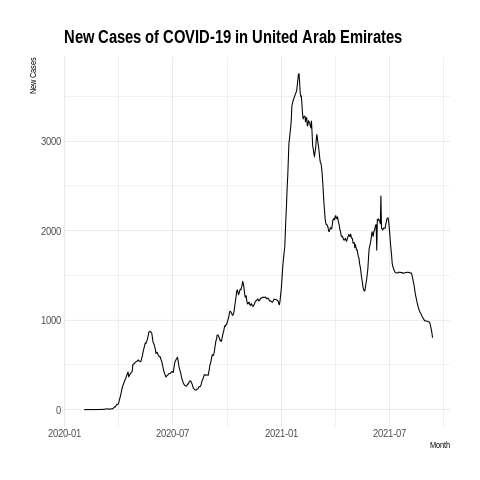 New Cases of COVID-19 in United Arab Emirates
New Cases
3000
2000
1000
0
2020-01 2020-07 2021-01 2021-07
Month